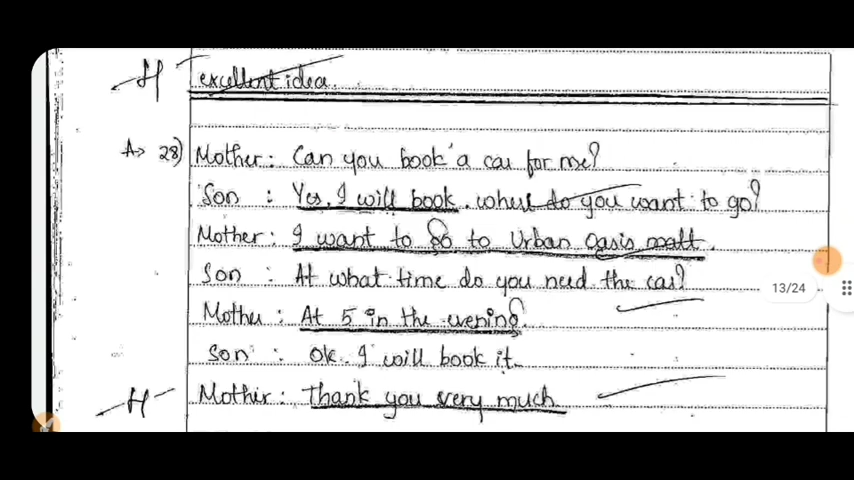 excellent idea.
A> 28) Mother: Can you book a car for me?
Son : Yes, I will book. where do you want to go?
Mother: I want to go to Urban Oasis matt.
Son : At what time do you need the car?
Mother: At 5 in the evening.
13/24
Son : Ok. I will book it.
Mother: Thank you very much.